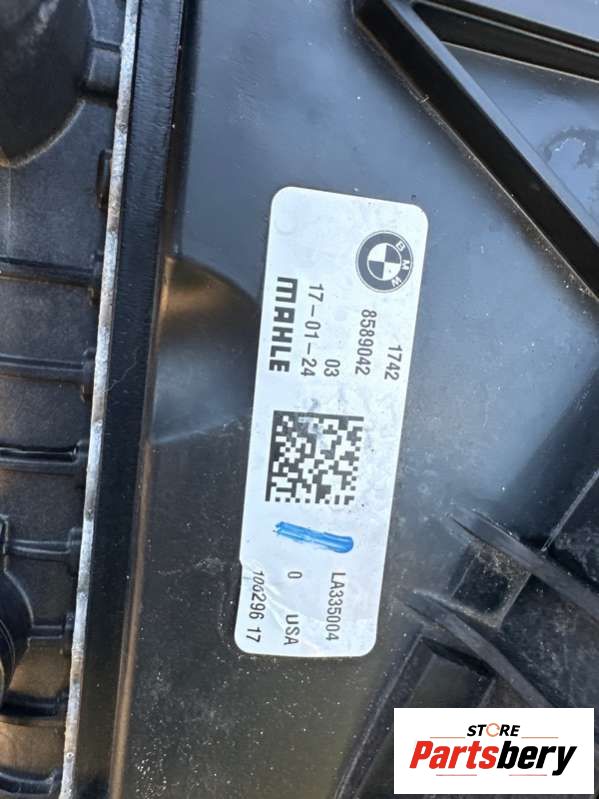 BMW
1742
8589042
03
17-01-24
MAHLE
LA335004
0 USA
106296 17
STORE
Partsbery